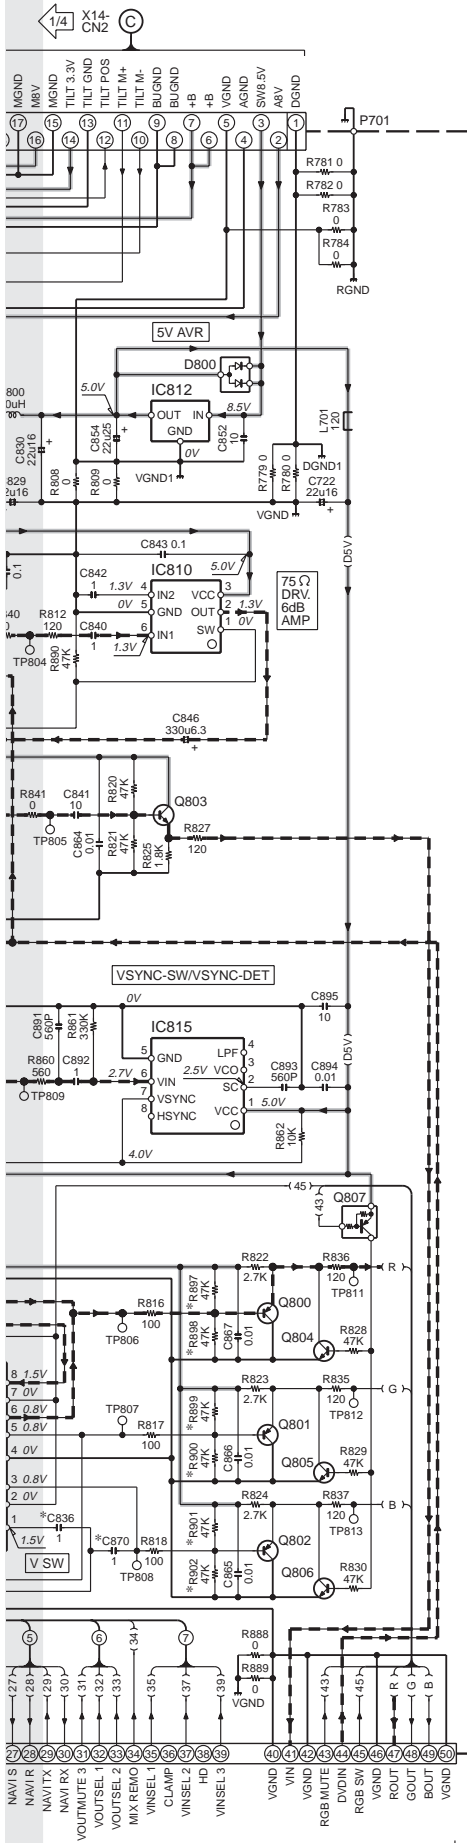 1/4
X14-
CN2
C
MGND
M8V
MGND
TILT 3.3V
TILT GND
TILT POS
TILT M+
TILT M-
BUGND
BUGND
+B
+B
VGND
AGND
SW8.5V
A8V
DGND
17
16
15
14
13
12
11
10
9
8
7
6
5
4
3
2
1
P701
R781 0
R782 0
R783
0
R784
0
RGND
5V AVR
D800
5.0V
IC812
OUT
IN
GND
8.5V
0V
800
0uH
C830
22u16
+
C854
22u25
+
C852
10
L701
120
R808
0
R809
0
VGND1
R779 0
R780 0
DGND1
C722
22u16
+
VGND
829
2u16
D5V
C843 0.1
5.0V
0.1
C842
1
IC810
1.3V
4
IN2
VCC
3
0V
5
GND
OUT
2
1.3V
0V
6
IN1
SW
1
75Ω
DRV.
6dB
AMP
840
R812
120
C840
1
1.3V
TP804
R890
47K
C846
330u6.3
+
R841
0
C841
10
R820
47K
Q803
TP805
C864
0.01
R821
47K
R825
1.8K
R827
120
VSYNC-SW/VSYNC-DET
0V
C895
10
C891
560P
R861
330K
IC815
5
GND
LPF
4
VCO
3
R860
560
C892
1
2.7V
6
VIN
2.5V
SC
2
C893
560P
C894
0.01
D5V
TP809
7
VSYNC
8
HSYNC
VCC
1
5.0V
R862
10K
4.0V
45
43
Q807
R822
2.7K
R836
120
R
TP811
R816
100
*R897
47K
Q800
TP806
*R898
47K
C867
0.01
Q804
R828
47K
8 1.5V
7 0V
6 0.8V
5 0.8V
4 0V
3 0.8V
2 0V
1
1.5V
TP807
R817
100
*R899
47K
R823
2.7K
R835
120
G
TP812
Q801
*R900
47K
C866
0.01
Q805
R829
47K
R824
2.7K
R837
120
B
TP813
*C836
1
V SW
*C870
1
R818
100
TP808
*R901
47K
Q802
*R902
47K
C865
0.01
Q806
R830
47K
5
6
34
7
R888
0
R889
0
VGND
27
28
29
30
31
32
33
35
37
39
43
45
R
G
B
27
28
29
30
31
32
33
34
35
36
37
38
39
40
41
42
43
44
45
46
47
48
49
50
NAVI S
NAVI R
NAVI TX
NAVI RX
VOUTMUTE 3
VOUTSEL 1
VOUTSEL 2
MIX REMO
VINSEL 1
CLAMP
VINSEL 2
HD
VINSEL 3
VGND
VIN
VGND
RGB MUTE
DVDIN
RGB SW
VGND
ROUT
GOUT
BOUT
VGND